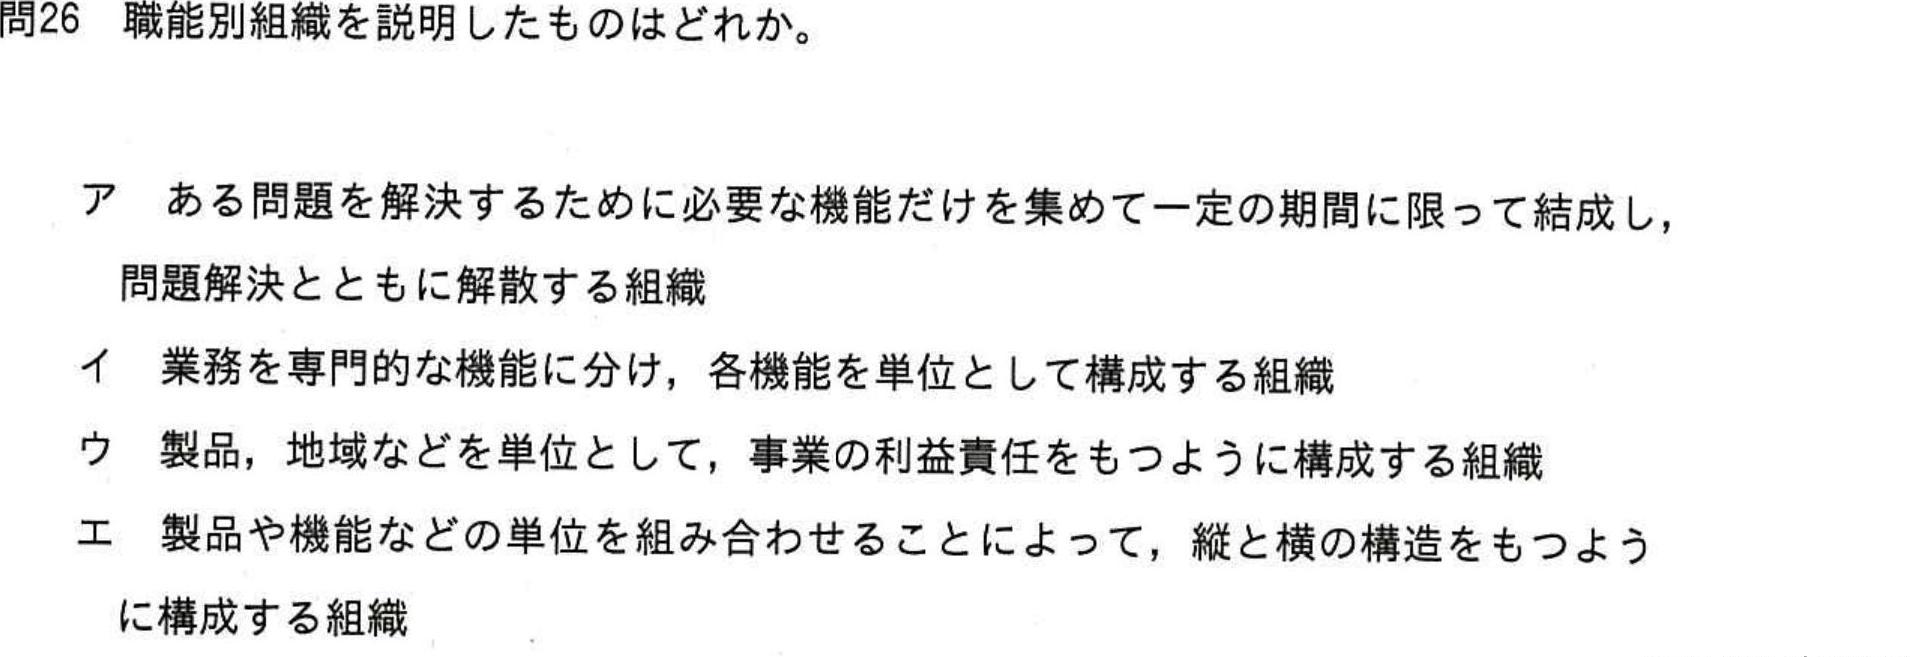 問26 職能別組織を説明したものはどれか。
ア ある問題を解決するために必要な機能だけを集めて一定の期間に限って結成し，
問題解決とともに解散する組織
イ 業務を専門的な機能に分け，各機能を単位として構成する組織
ウ 製品，地域などを単位として，事業の利益責任をもつように構成する組織
エ 製品や機能などの単位を組み合わせることによって，縦と横の構造をもつよう
に構成する組織